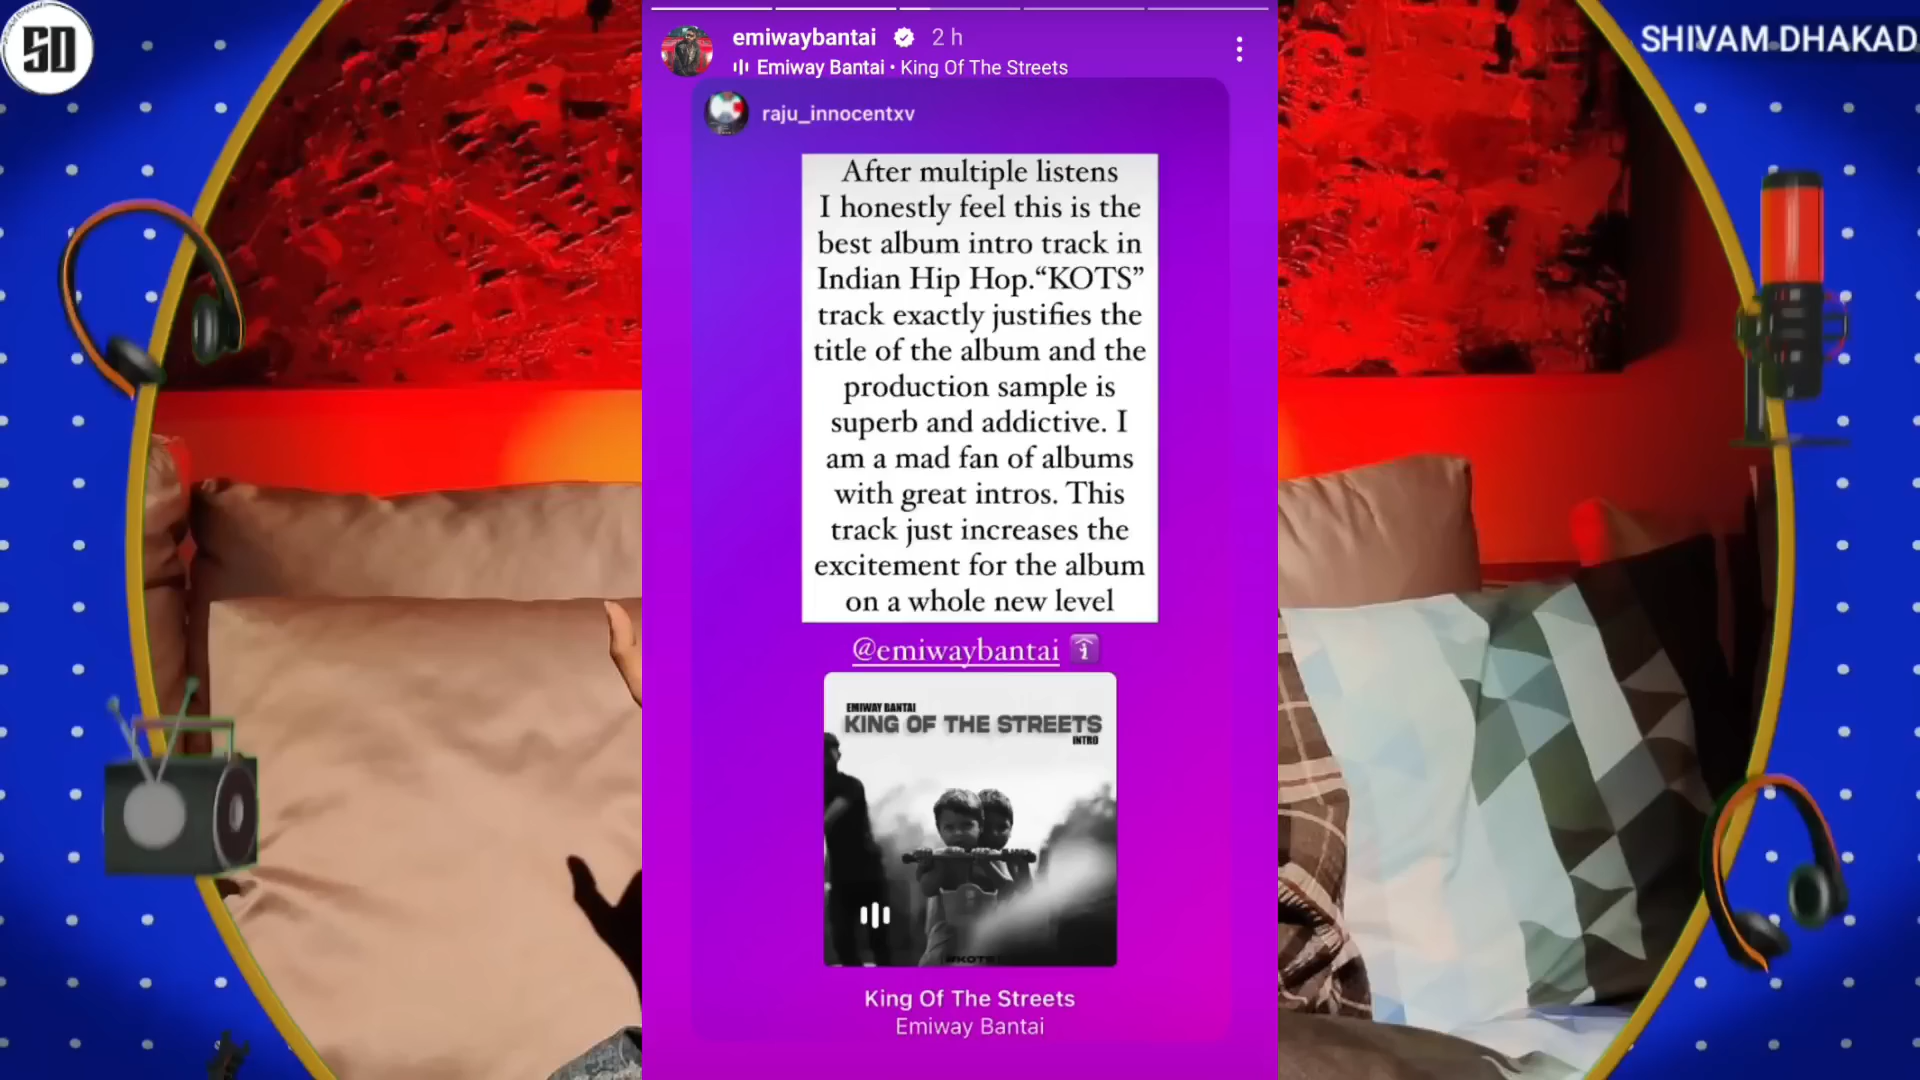 SD
SHIVAM DHAKAD
emiwaybantai 2 h
Emiway Bantai • King Of The Streets
raju_innocentxv
After multiple listens
I honestly feel this is the
best album intro track in
Indian Hip Hop.“KOTS”
track exactly justifies the
title of the album and the
production sample is
superb and addictive. I
am a mad fan of albums
with great intros. This
track just increases the
excitement for the album
on a whole new level
@emiwaybantai
EMIWAY BANTAI
KING OF THE STREETS
INTRO
#KOTS
King Of The Streets
Emiway Bantai